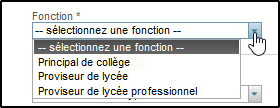 Fonction *
-- sélectionnez une fonction --
-- sélectionnez une fonction --
Principal de collège
Proviseur de lycée
Proviseur de lycée professionnel